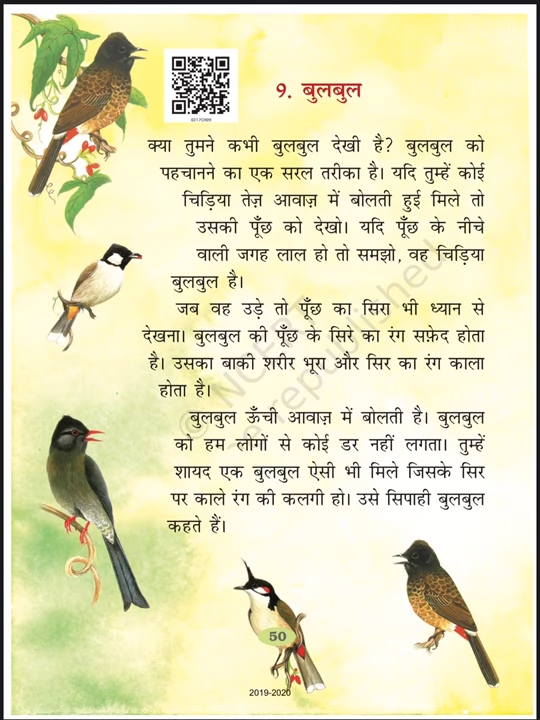 9. बुलबुल
क्या तुमने कभी बुलबुल देखी है? बुलबुल को
पहचानने का एक सरल तरीका है। यदि तुम्हें कोई
चिड़िया तेज़ आवाज़ में बोलती हुई मिले तो
उसकी पूँछ को देखो। यदि पूँछ के नीचे
वाली जगह लाल हो तो समझो, वह चिड़िया
बुलबुल है।
जब वह उड़े तो पूँछ का सिरा भी ध्यान से
देखना। बुलबुल की पूँछ के सिरे का रंग सफ़ेद होता
है। उसका बाकी शरीर भूरा और सिर का रंग काला
होता है।
बुलबुल ऊँची आवाज़ में बोलती है। बुलबुल
को हम लोगों से कोई डर नहीं लगता। तुम्हें
शायद एक बुलबुल ऐसी भी मिले जिसके सिर
पर काले रंग की कलगी हो। उसे सिपाही बुलबुल
कहते हैं।
50
2019-2020